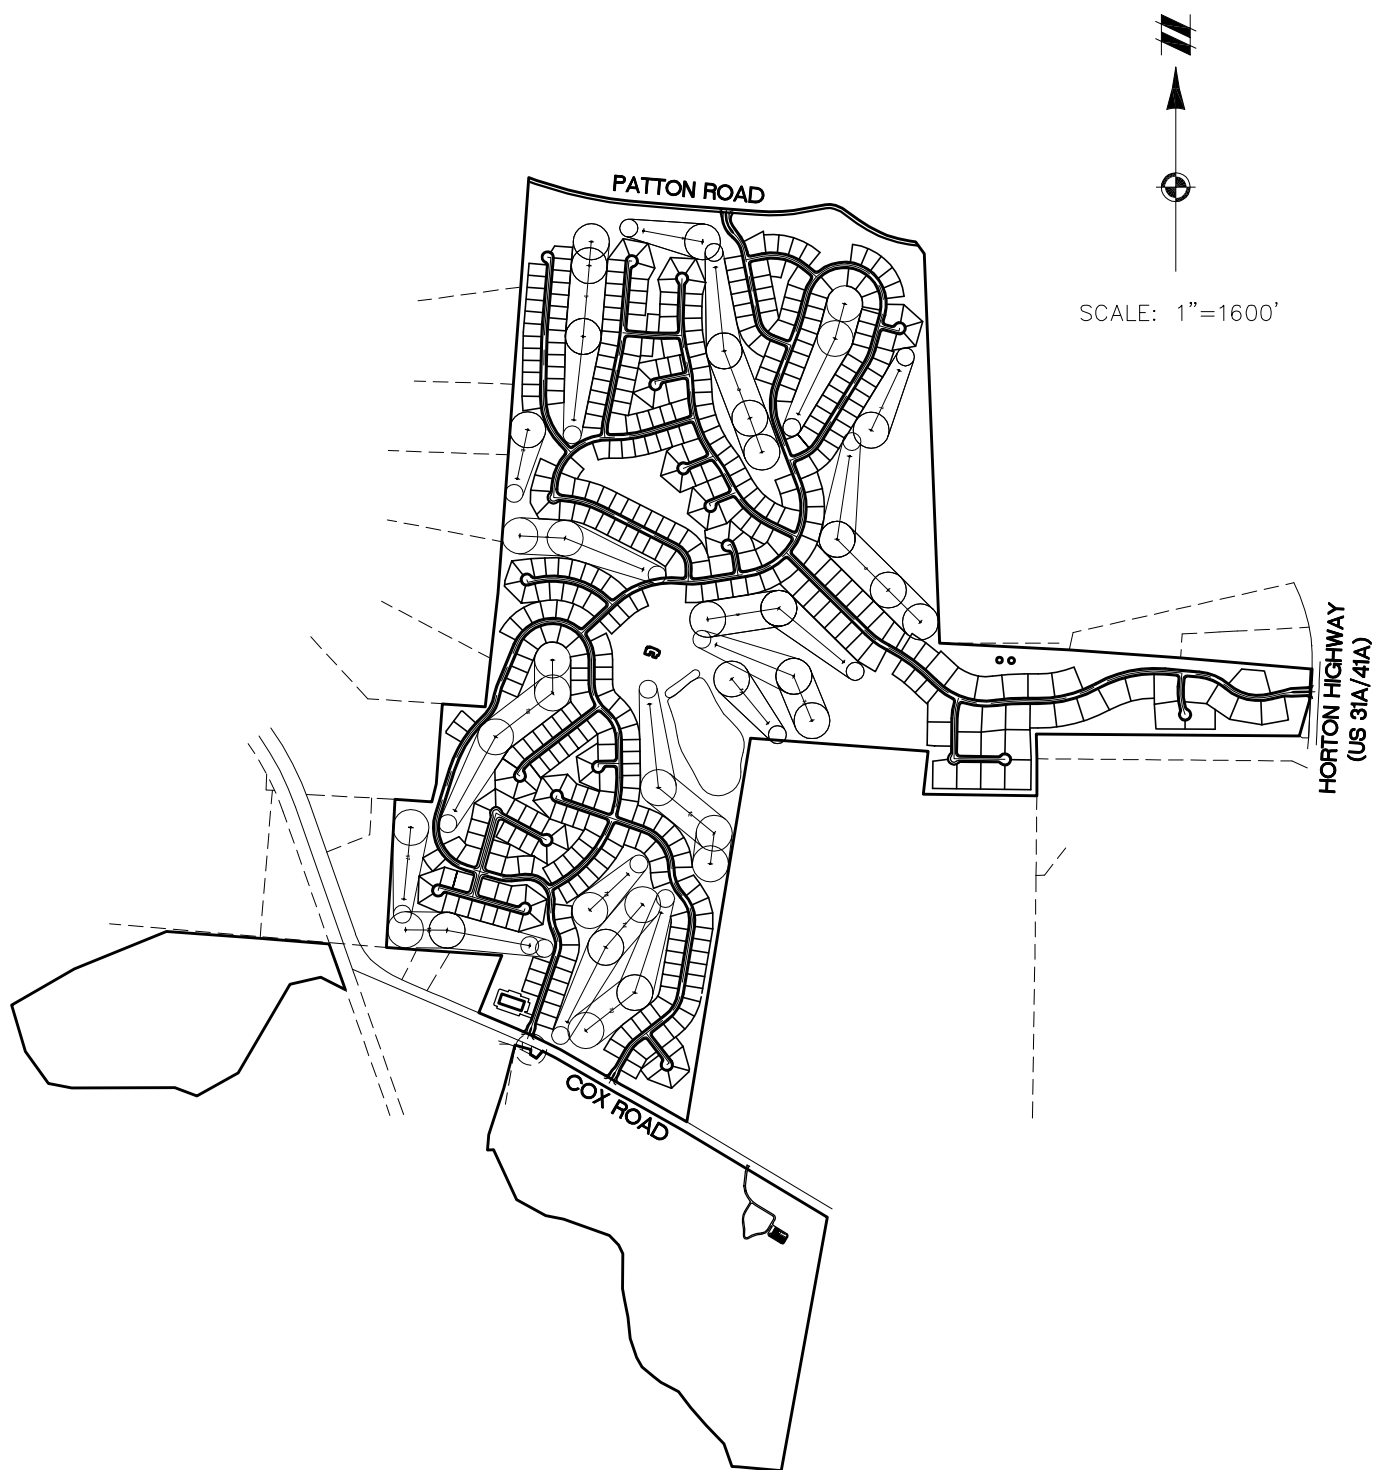 PATTON ROAD
SCALE: 1"=1600'
HORTON HIGHWAY
(US 31A/41A)
COX ROAD